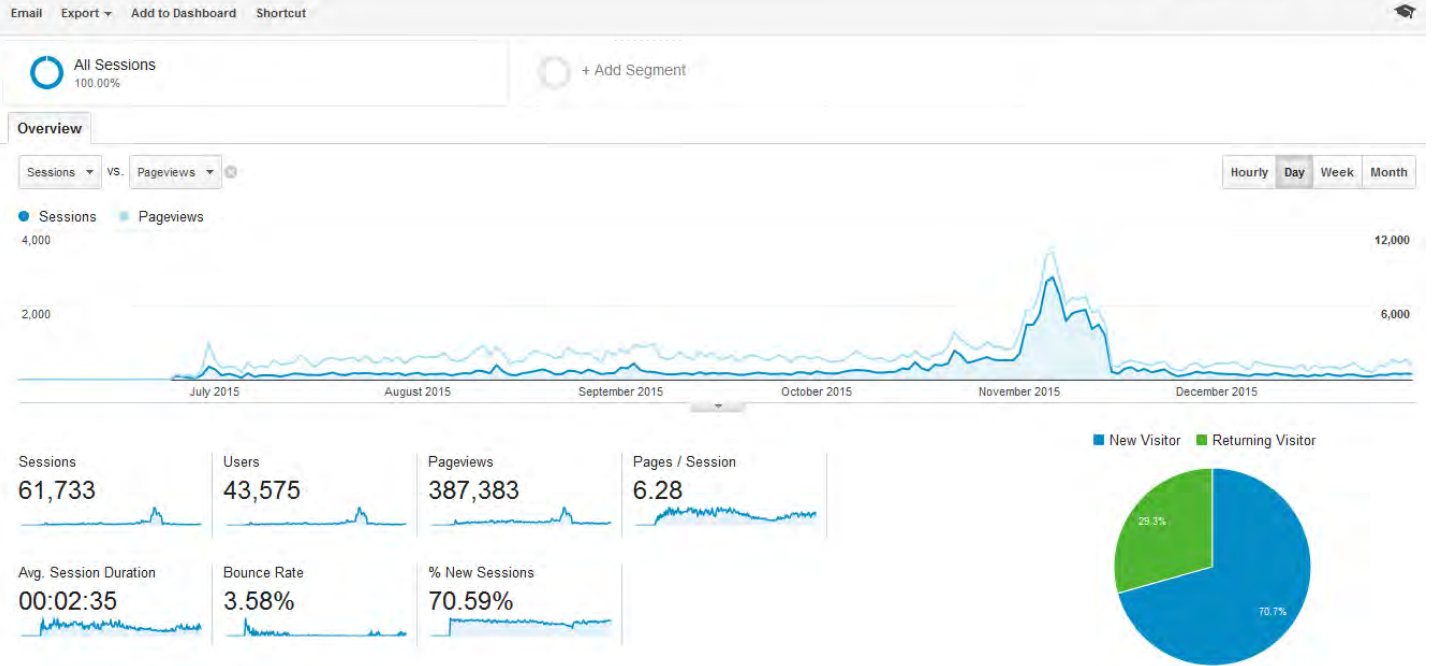 Email Export Add to Dashboard Shortcut
All Sessions
100.00%
+ Add Segment
Overview
Sessions VS. Pageviews
Hourly Day Week Month
Sessions Pageviews
4,000 12,000
2,000 6,000
July 2015 August 2015 September 2015 October 2015 November 2015 December 2015
New Visitor Returning Visitor
Sessions Users Pageviews Pages / Session
61,733 43,575 387,383 6.28
29.3%
Avg. Session Duration Bounce Rate % New Sessions
00:02:35 3.58% 70.59%
70.7%